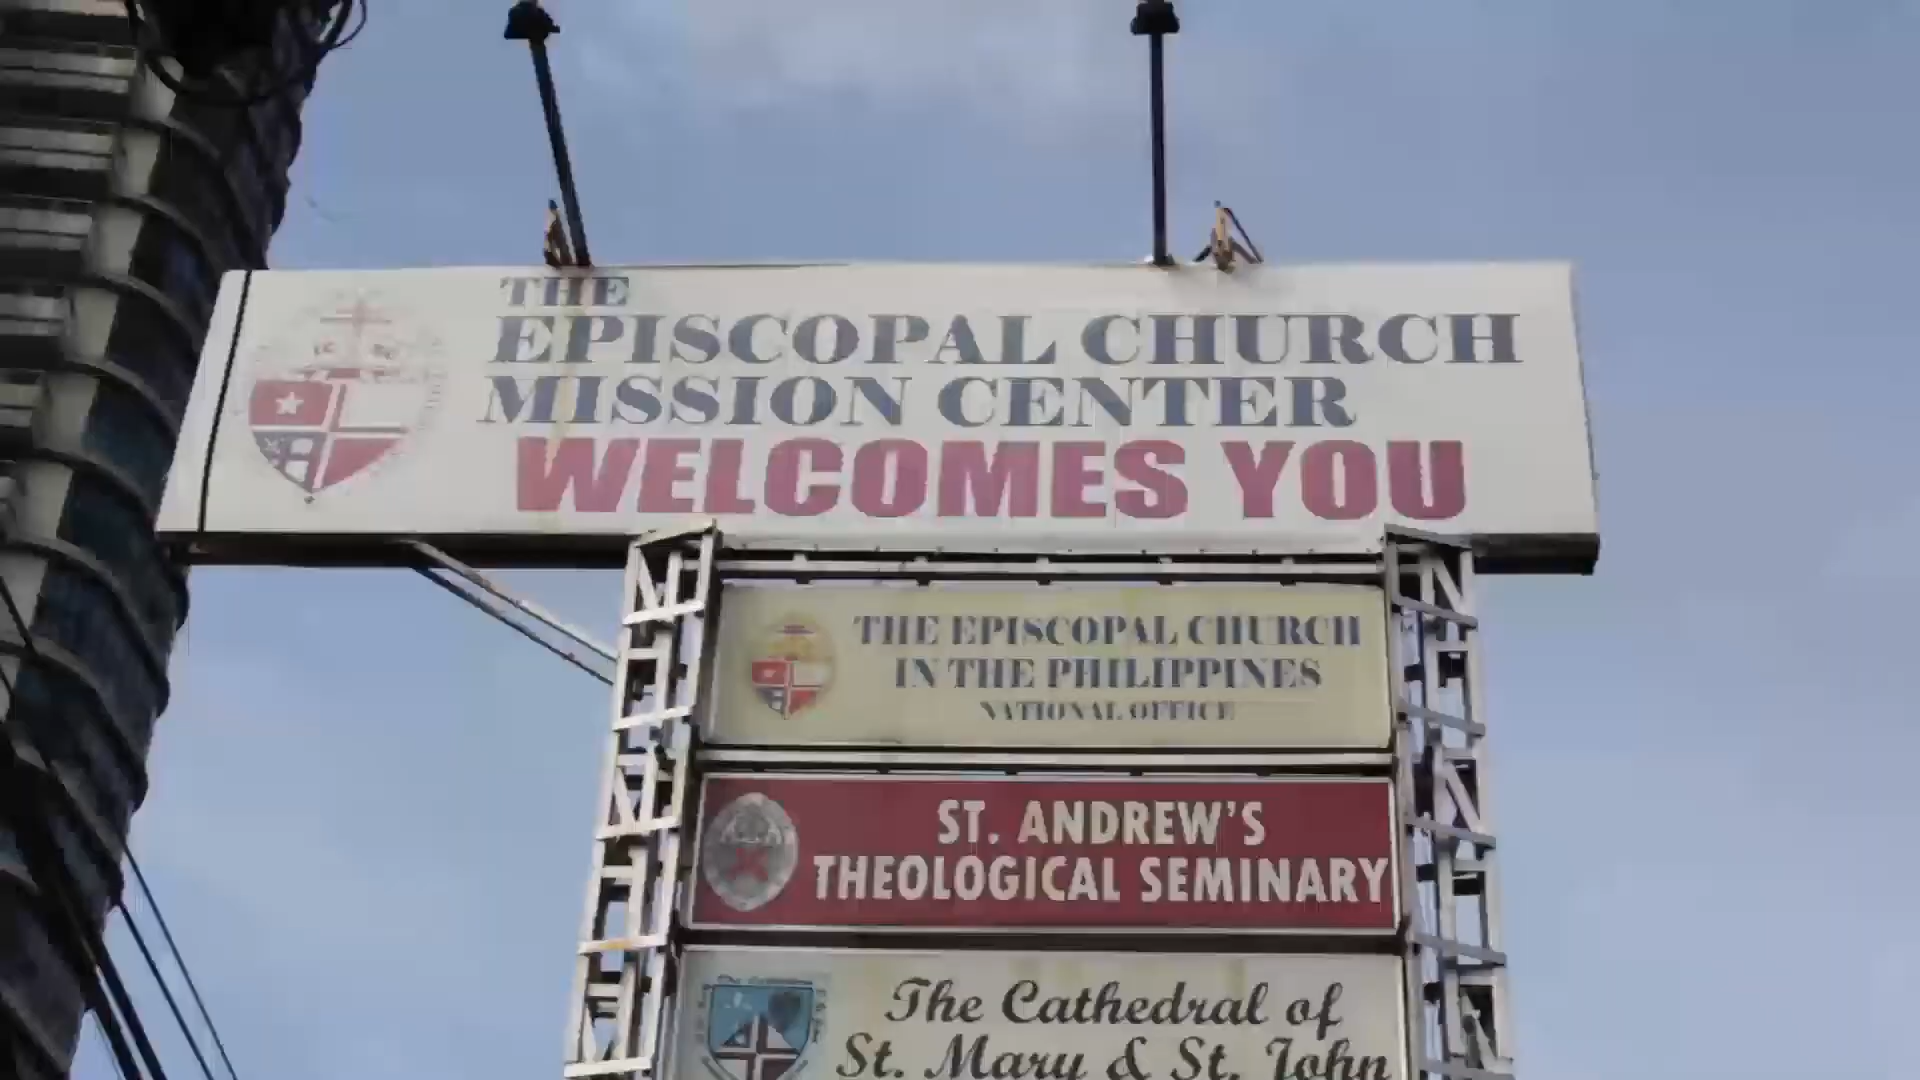 THE
EPISCOPAL CHURCH
MISSION CENTER
WELCOMES YOU
THE EPISCOPAL CHURCH
IN THE PHILIPPINES
NATIONAL OFFICE
ST. ANDREW'S
THEOLOGICAL SEMINARY
The Cathedral of
St. Mary & St. John